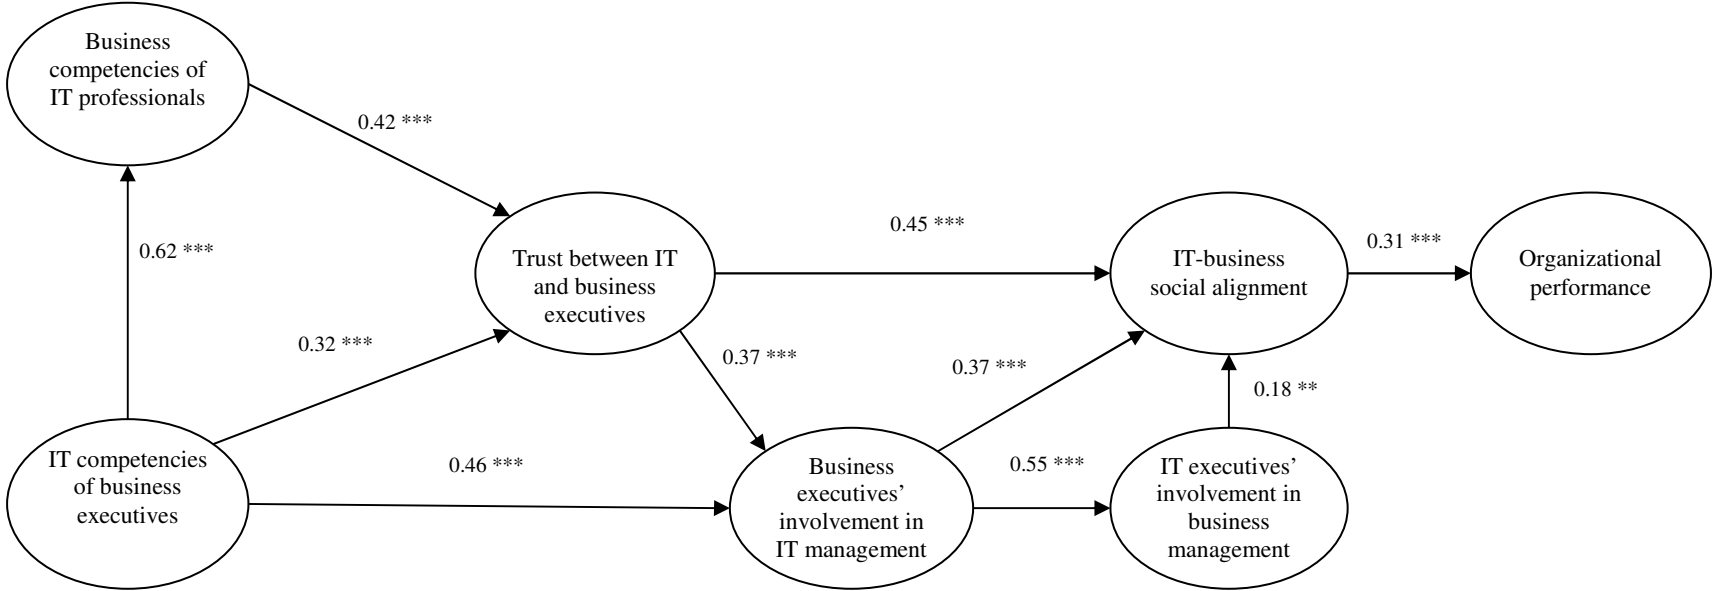 Business
competencies of
IT professionals
0.42 ***
0.62 ***
Trust between IT
and business
executives
0.45 ***
IT-business
social alignment
0.31 ***
Organizational
performance
0.32 ***
0.37 ***
0.37 ***
0.18 **
IT competencies
of business
executives
0.46 ***
Business
executives’
involvement in
IT management
0.55 ***
IT executives’
involvement in
business
management